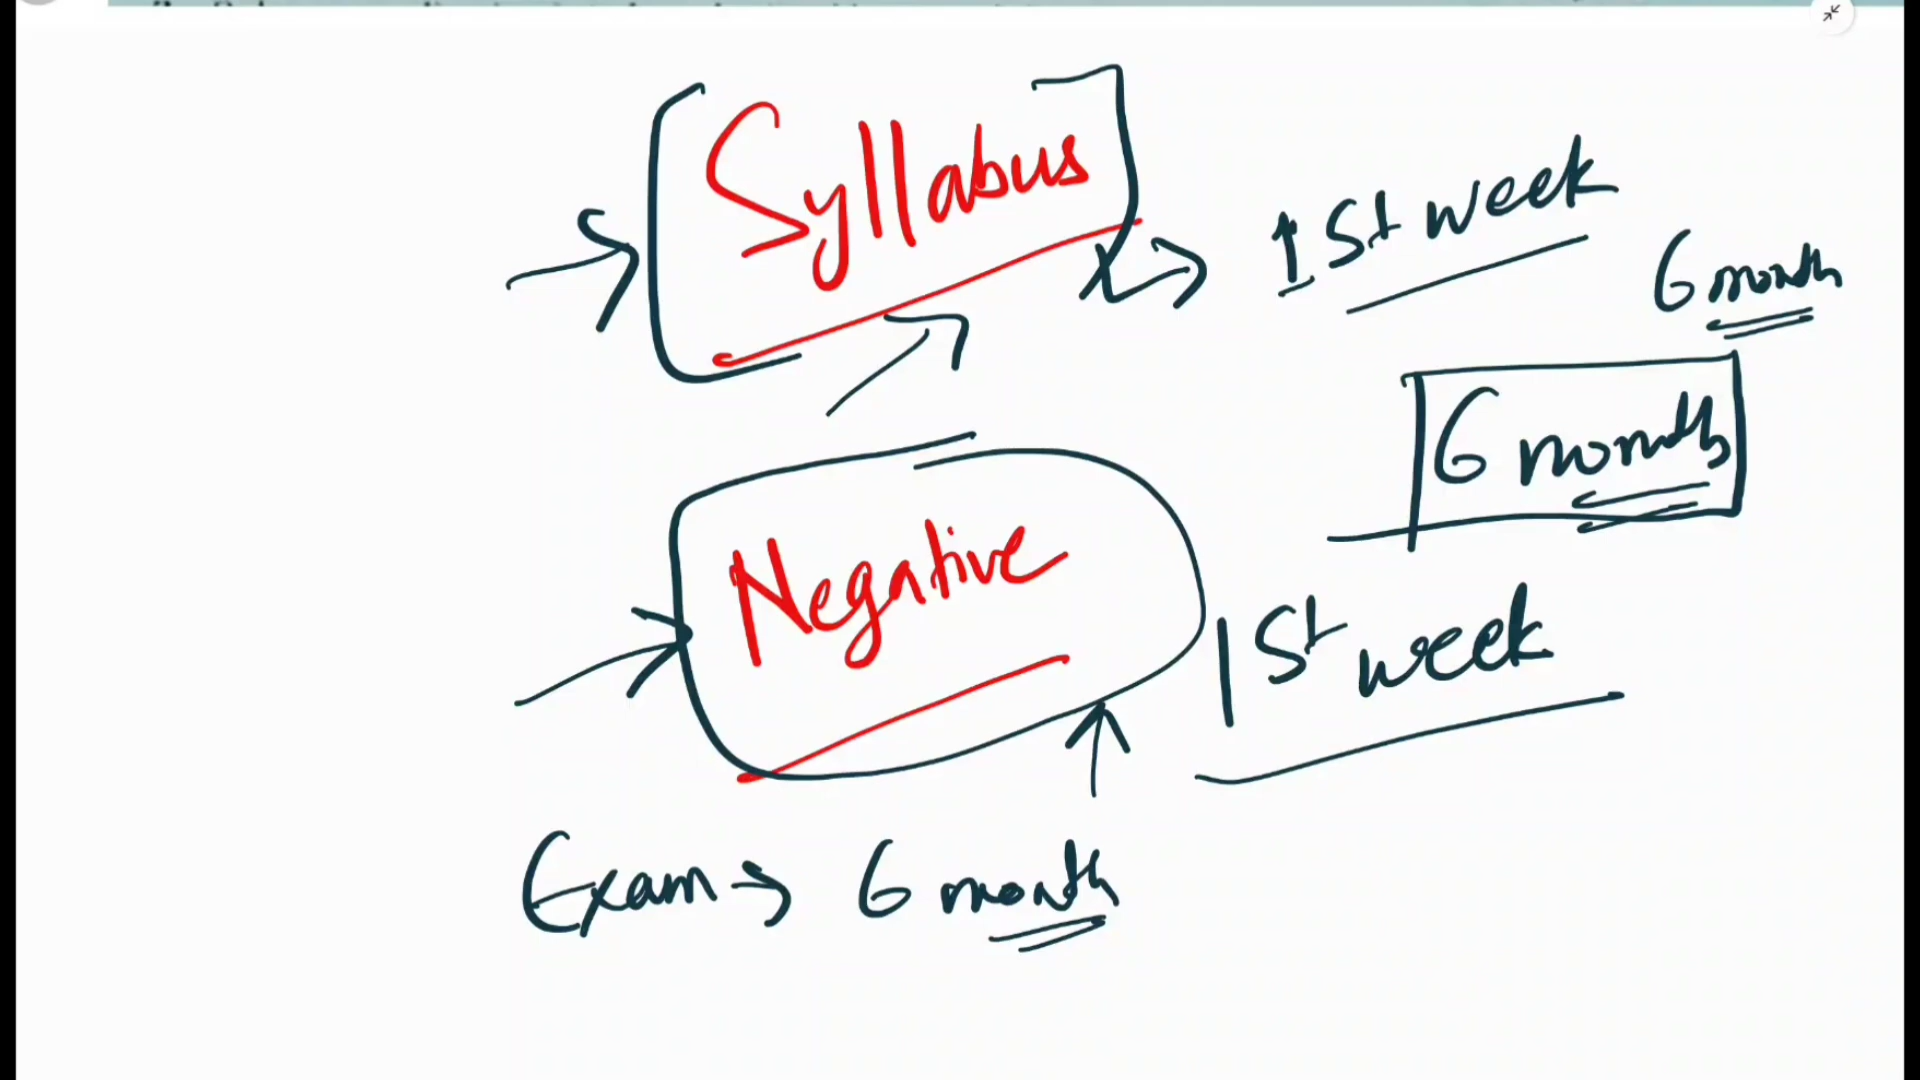 Syllabus
1st week
6 month
6 month
Negative
1st week
Exam → 6 month